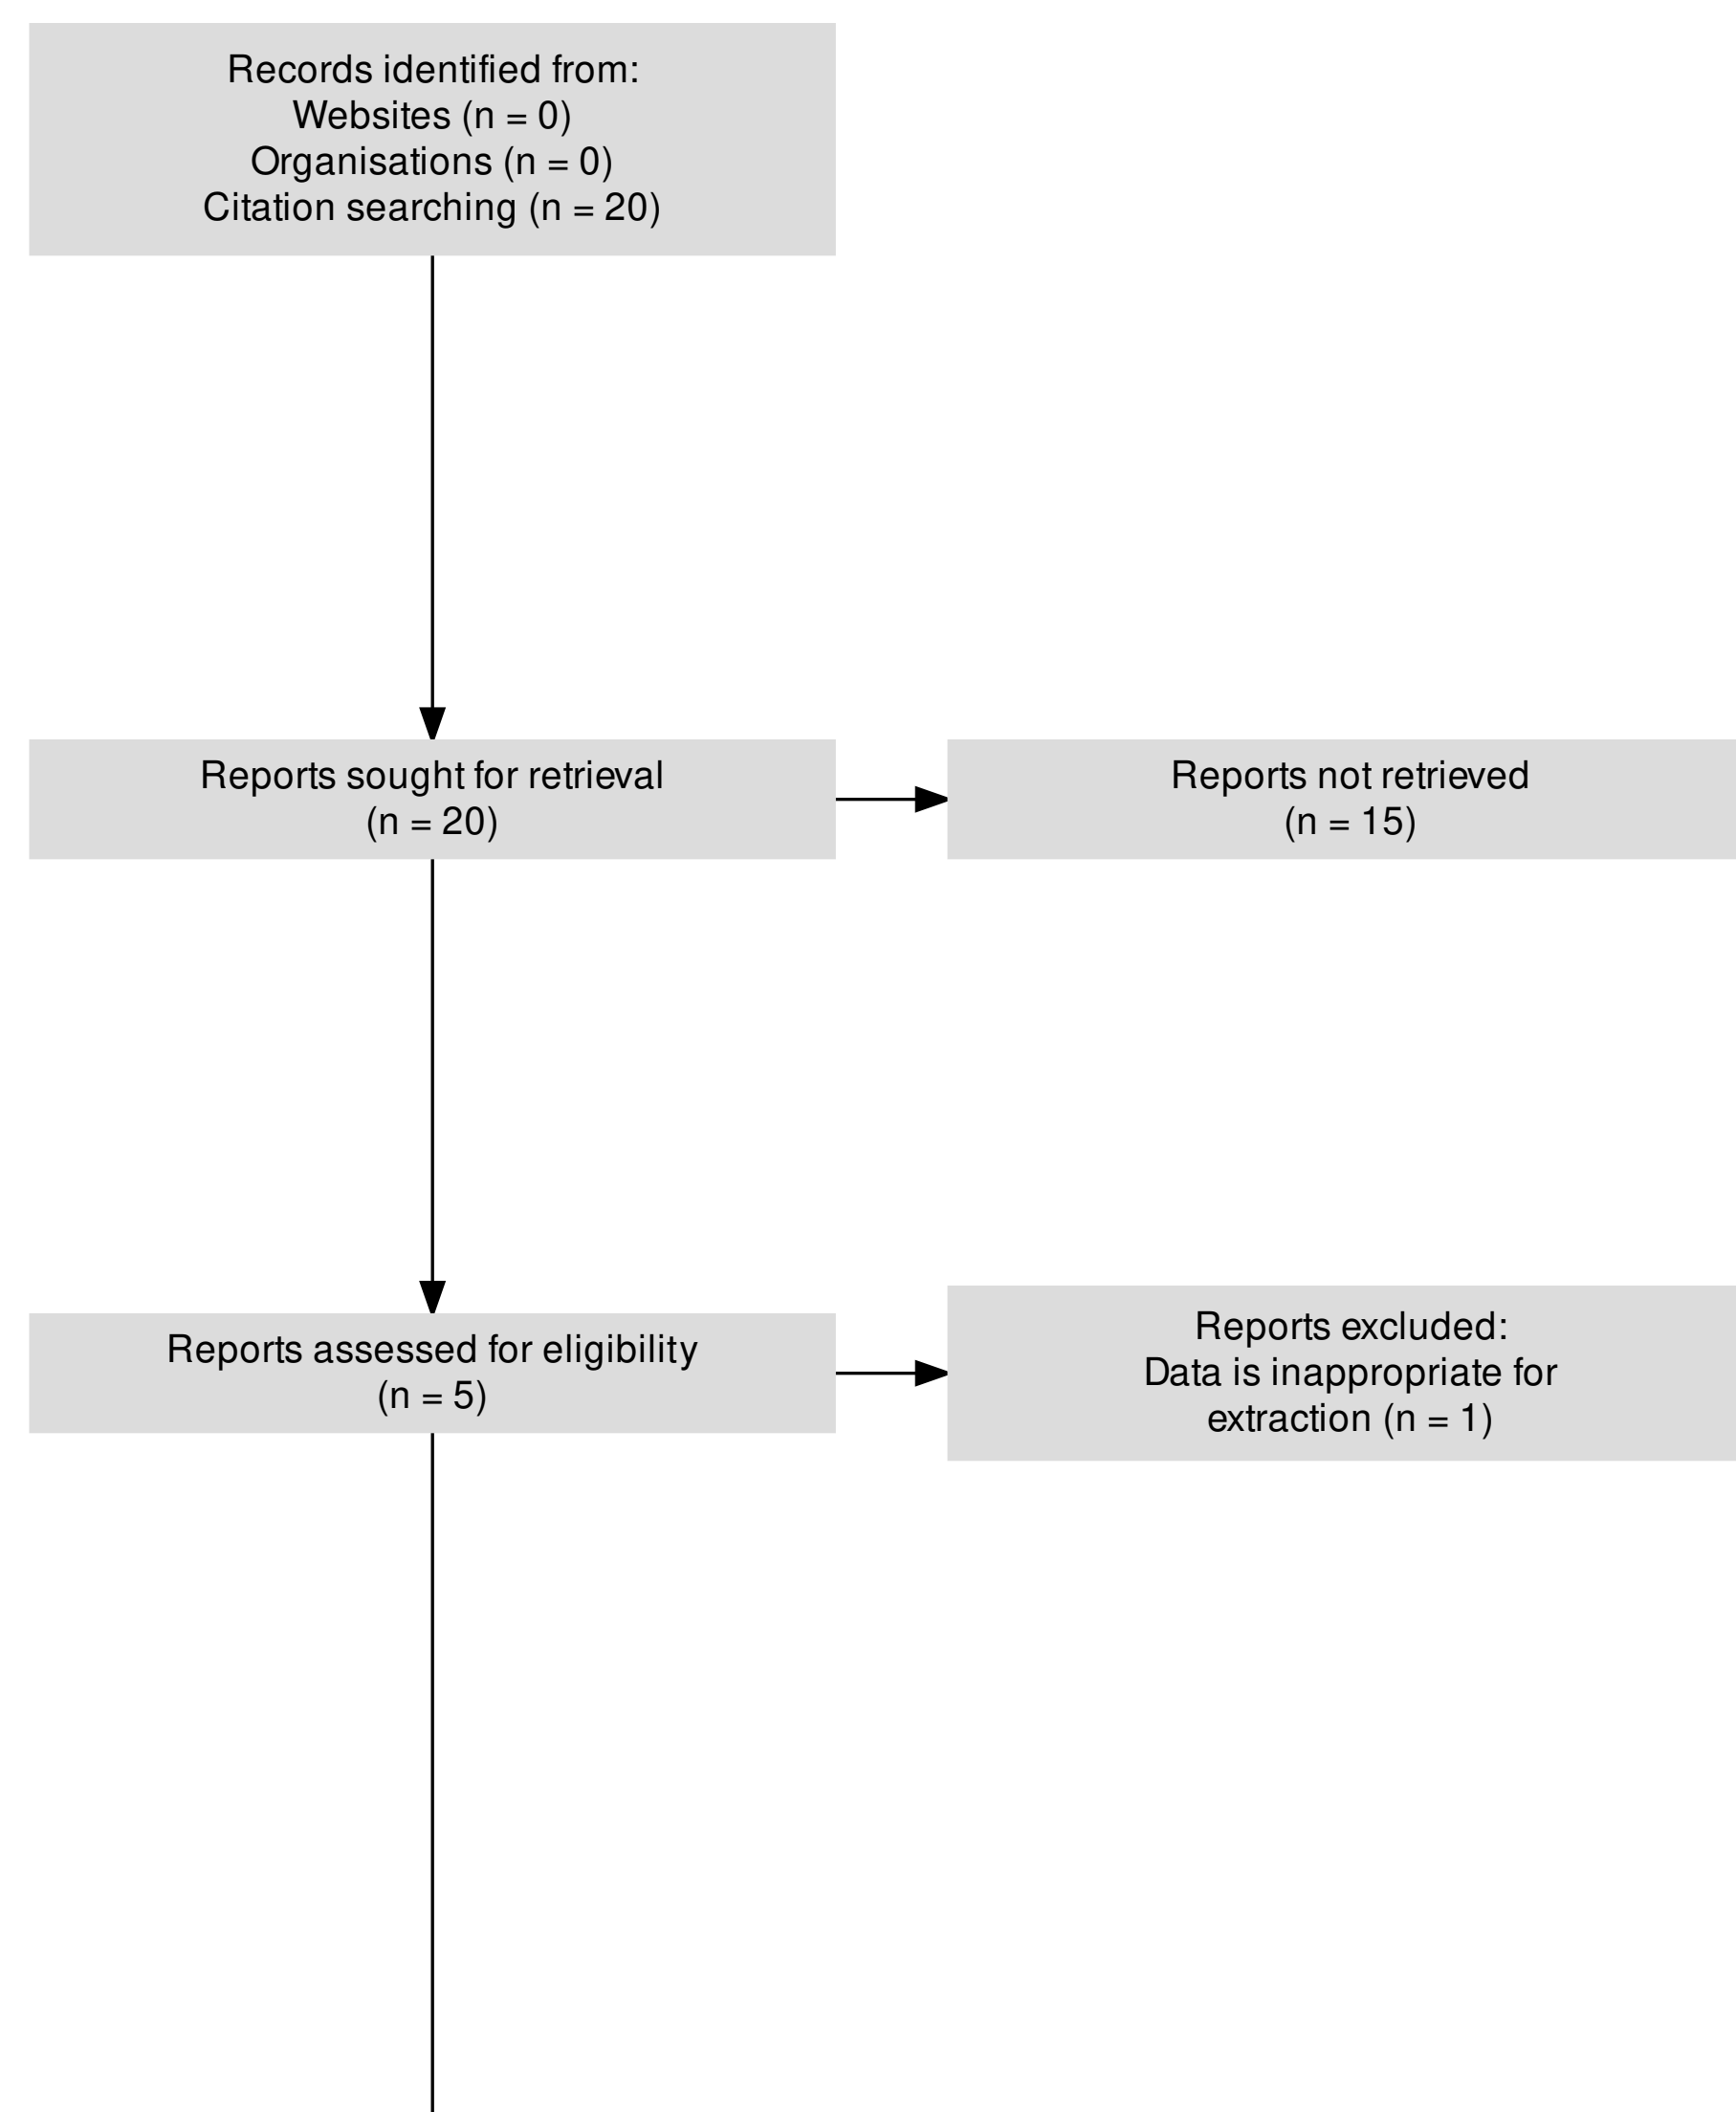 Records identified from:
Websites (n = 0)
Organisations (n = 0)
Citation searching (n = 20)
Reports sought for retrieval
(n = 20)
Reports not retrieved
(n = 15)
Reports assessed for eligibility
(n = 5)
Reports excluded:
Data is inappropriate for
extraction (n = 1)